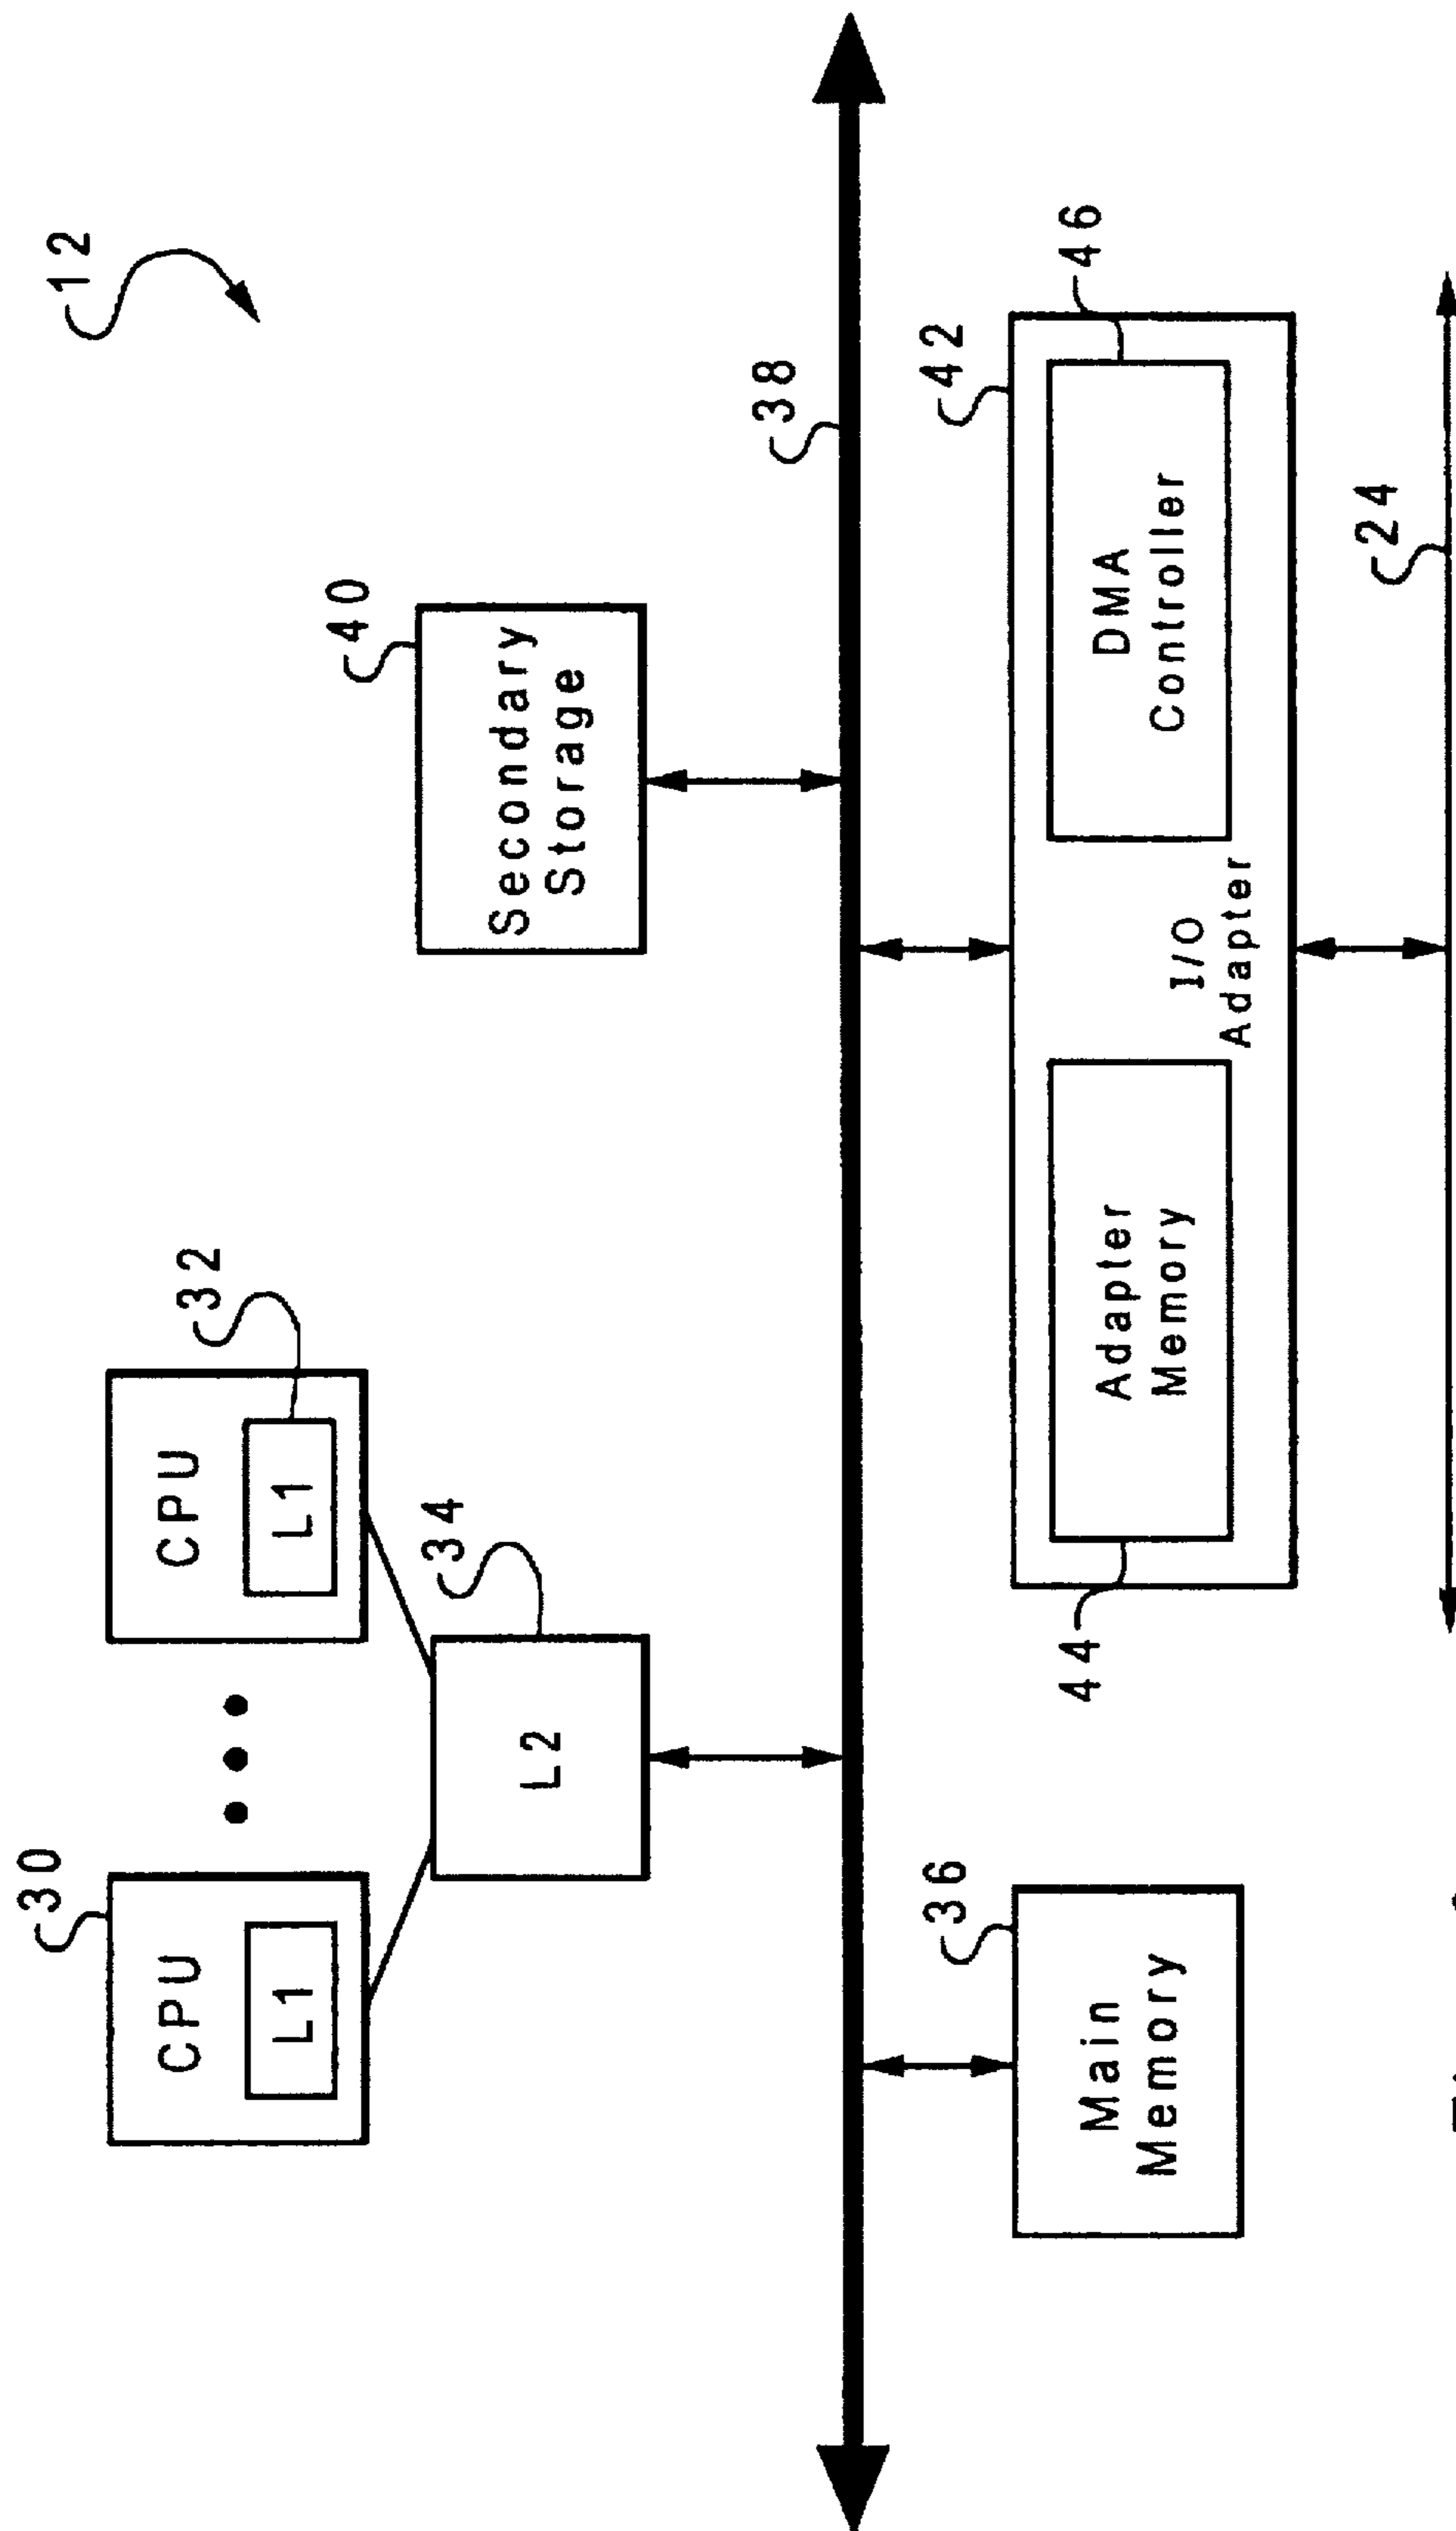 12
30
CPU
L1
CPU
L1
32
L2
34
Secondary
Storage
40
38
Main
Memory
36
Adapter
Memory
44
I/O
Adapter
DMA
Controller
46
42
24